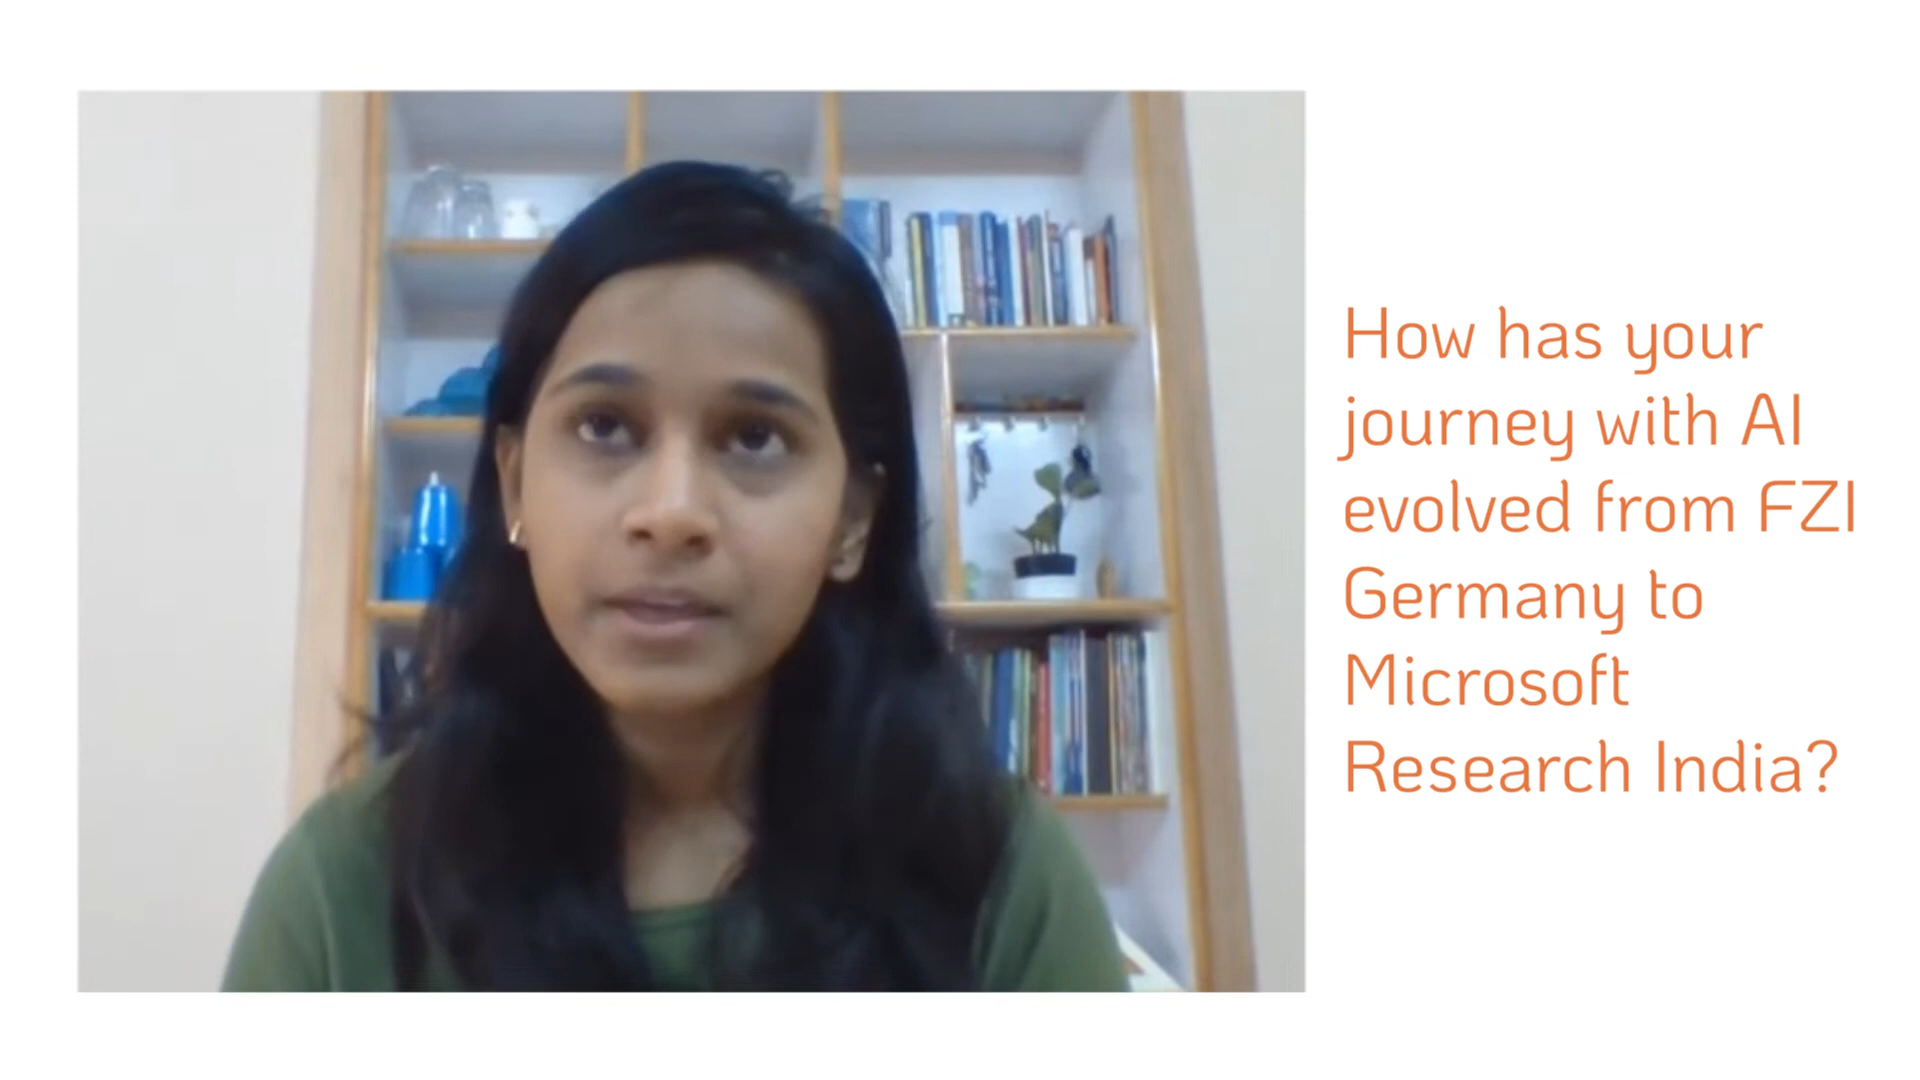 How has your
journey with AI
evolved from FZI
Germany to
Microsoft
Research India?